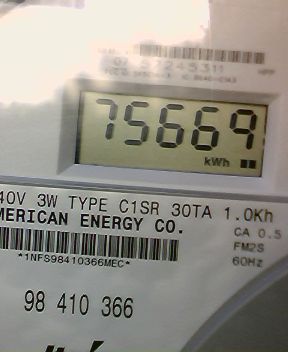 75669
kWh
40V 3W TYPE C1SR 30TA 1.0Kh
MERICAN ENERGY CO.
CA 0.5
FM2S
60Hz
*1NFS98410366MEC*
98 410 366